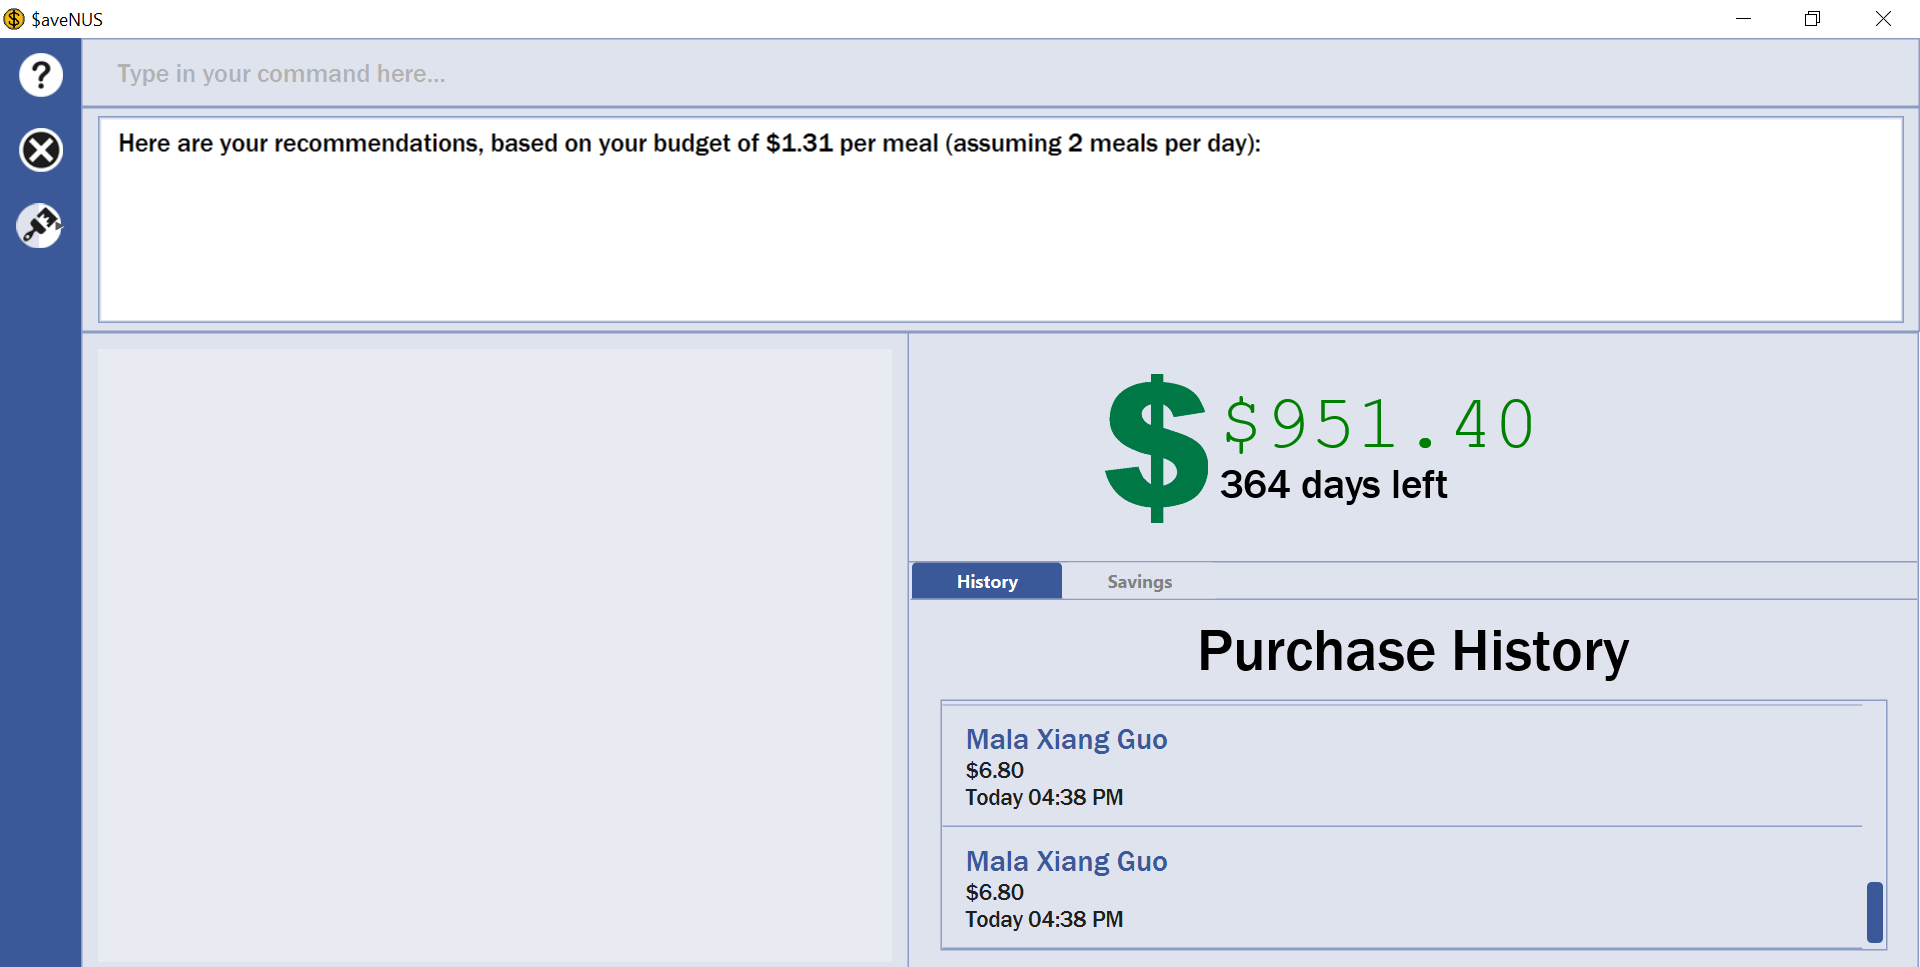 $aveNUS
Type in your command here...
Here are your recommendations, based on your budget of $1.31 per meal (assuming 2 meals per day):
$ $951.40
364 days left
History Savings
Purchase History
Mala Xiang Guo
$6.80
Today 04:38 PM
Mala Xiang Guo
$6.80
Today 04:38 PM